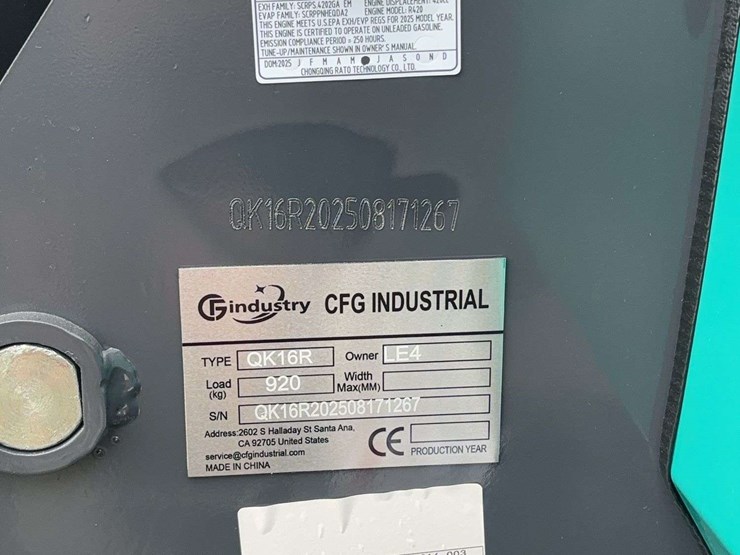 EXH FAMILY: SCRPS.4202GA EM ENGINE DISPLACEMENT: 420cc
EVAP FAMILY: SCRPPNHEQDA2 ENGINE MODEL: R420
THIS ENGINE MEETS U.S.EPA EXH/EVP REGS FOR 2025 MODEL YEAR.
THIS ENGINE IS CERTIFIED TO OPERATE ON UNLEADED GASOLINE.
EMISSION COMPLIANCE PERIOD = 250 HOURS.
TUNE-UP/MAINTENANCE SHOWN IN OWNER'S MANUAL.
DOM2025 J F M A M J A S O N D
CHONGQING RATO TECHNOLOGY CO., LTD.
QK16R202508171267
CFGindustry CFG INDUSTRIAL
TYPE QK16R Owner LE4
Load (kg) 920 Width Max(MM)
S/N QK16R202508171267
Address:2602 S Halladay St Santa Ana,
CA 92705 United States
service@cfgindustrial.com
MADE IN CHINA
CE PRODUCTION YEAR